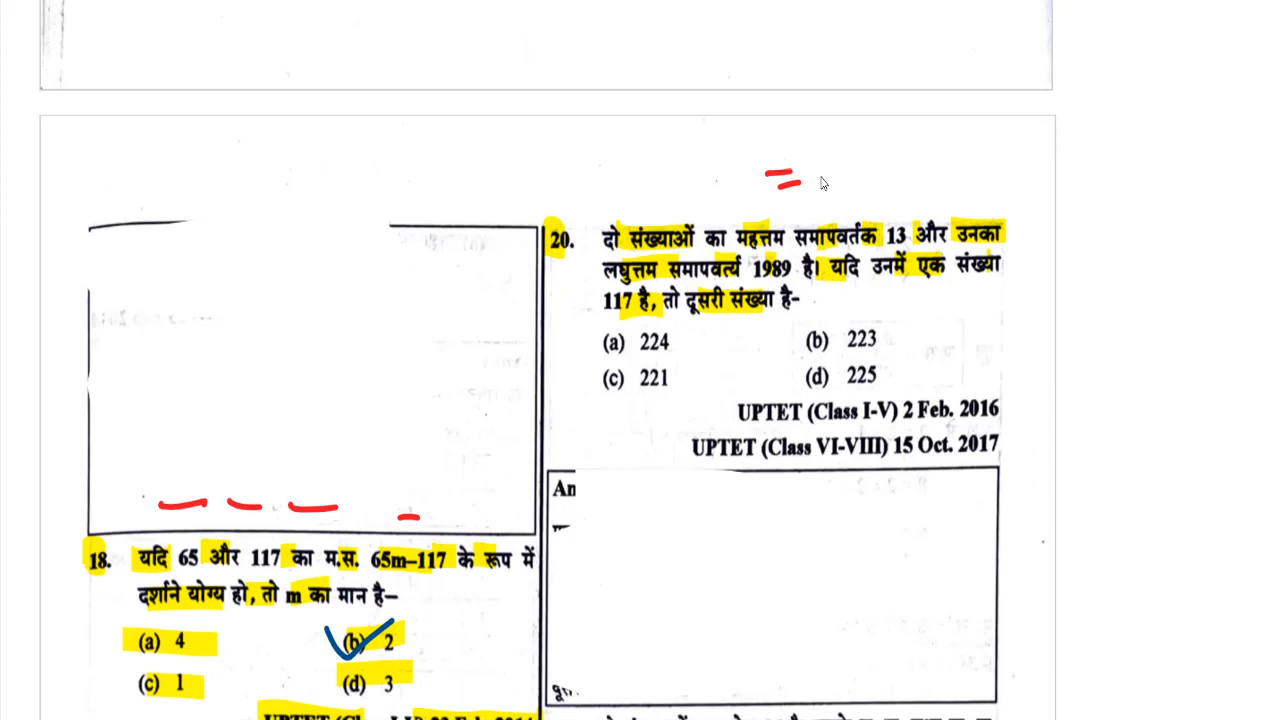 18. यदि 65 और 117 का म.स. 65m–117 के रूप में
दर्शाने योग्य हो, तो m का मान है–
(a) 4 (b) 2
(c) 1 (d) 3
20. दो संख्याओं का महत्तम समापवर्तक 13 और उनका
लघुत्तम समापवर्त्य 1989 है। यदि उनमें एक संख्या
117 है, तो दूसरी संख्या है–
(a) 224 (b) 223
(c) 221 (d) 225
UPTET (Class I-V) 2 Feb. 2016
UPTET (Class VI-VIII) 15 Oct. 2017
An